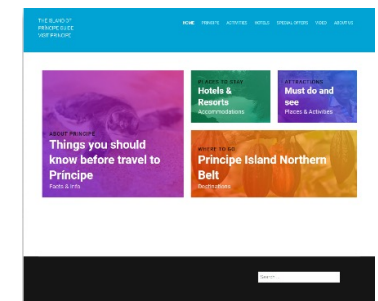 THE ISLAND OF
PRINCIPE GUIDE
VISIT PRINCIPE
HOME PRINCIPE ACTIVITIES HOTELS SPECIAL OFFERS VIDEO ABOUT US
ABOUT PRINCIPE
Things you should
know before travel to
Príncipe
Facts & Info
PLACES TO STAY
Hotels &
Resorts
Accommodations
ATTRACTIONS
Must do and
see
Places & Activities
WHERE TO GO
Principe Island Northern
Belt
Destinations
Search